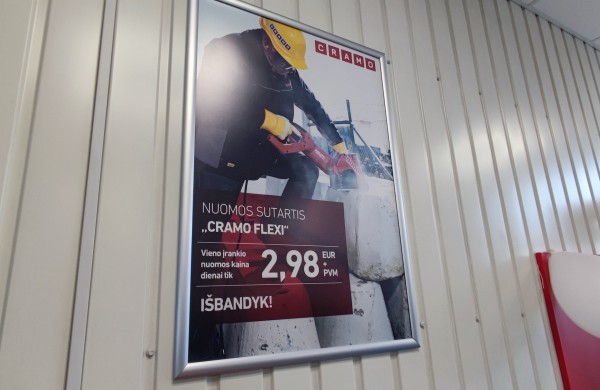 CRAMO
NUOMOS SUTARTIS
„CRAMO FLEXI“
Vieno įrankio
nuomos kaina
dienai tik
2,98
EUR
+
PVM
IŠBANDYK!